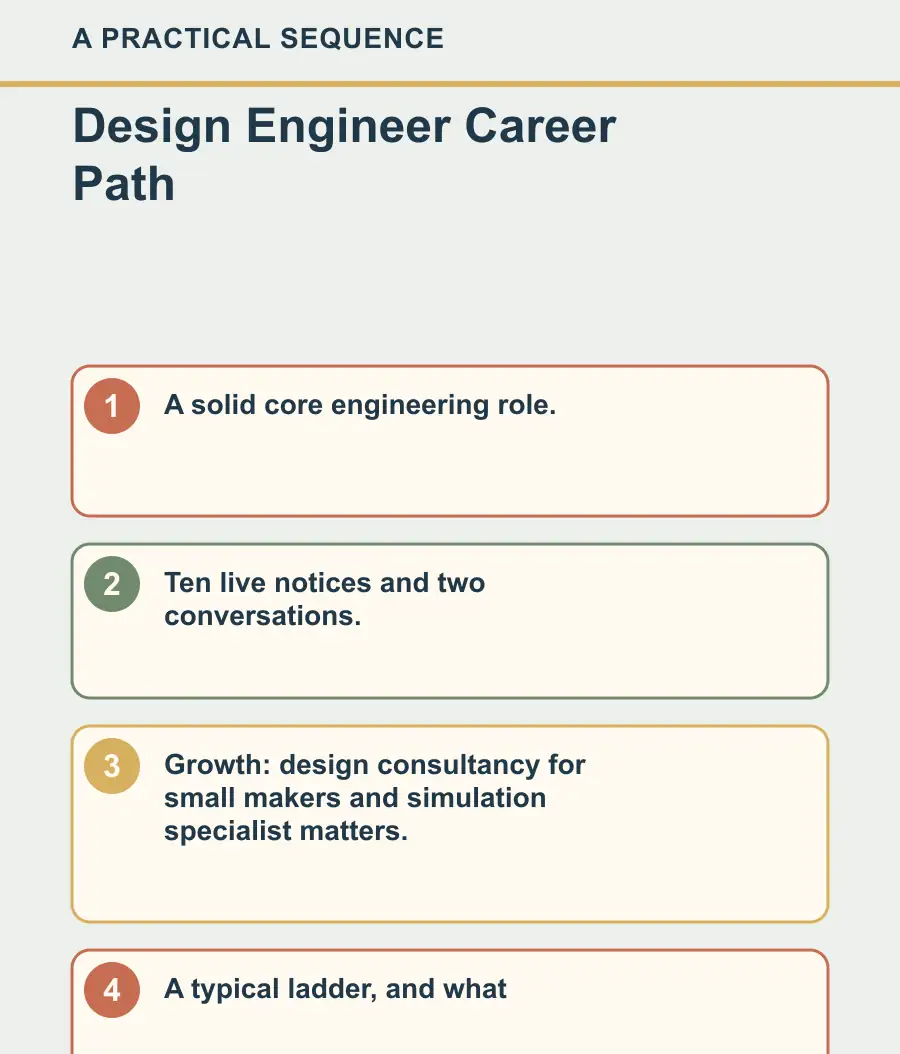 A PRACTICAL SEQUENCE
Design Engineer Career
Path
1
A solid core engineering role.
2
Ten live notices and two
conversations.
3
Growth: design consultancy for
small makers and simulation
specialist matters.
4
A typical ladder, and what